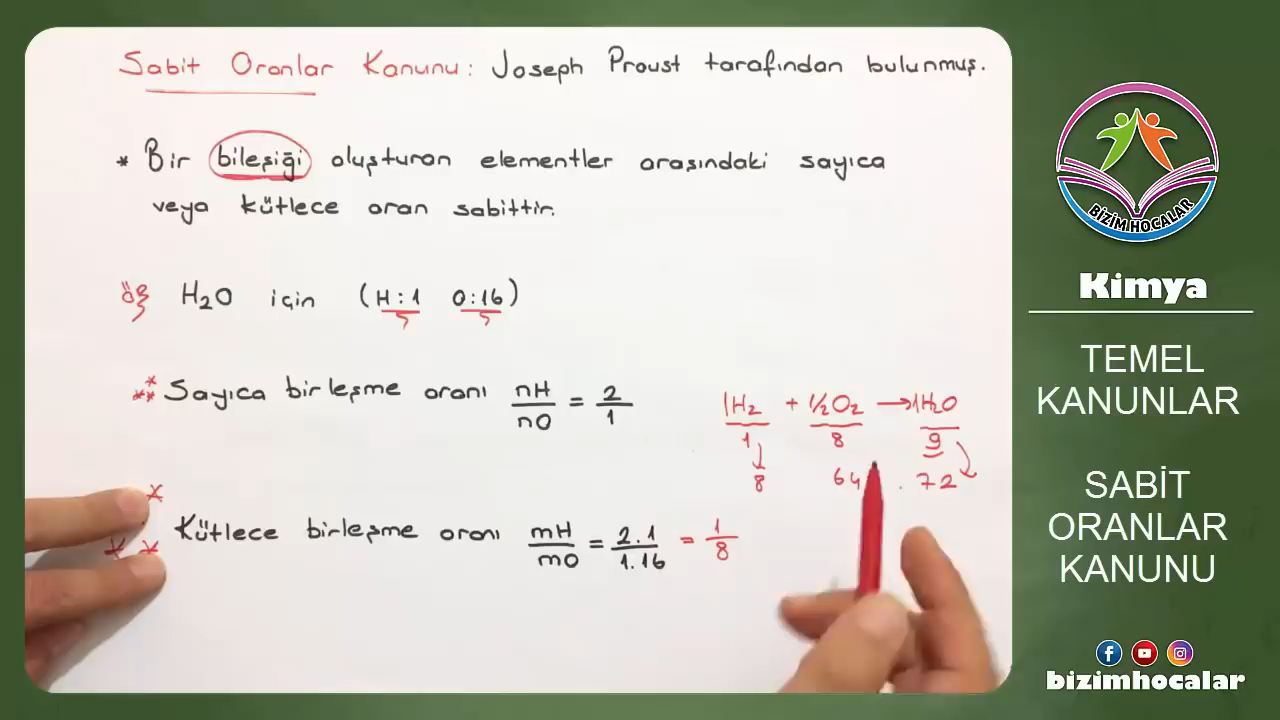 Sabit Oranlar Kanunu: Joseph Proust tarafından bulunmuş.
* Bir bileşiği oluşturan elementler arasındaki sayıca
veya kütlece oran sabittir.
ör H₂O için (H:1 O:16)
*** Sayıca birleşme oranı nH/nO = 2/1
1H₂ + ½O₂ → 1H₂O
1 8 9
8 64 . 72
*** Kütlece birleşme oranı mH/mO = 2.1/1.16 = 1/8
BİZİM HOCALAR
Kimya
TEMEL
KANUNLAR
SABİT
ORANLAR
KANUNU
bizimhocalar